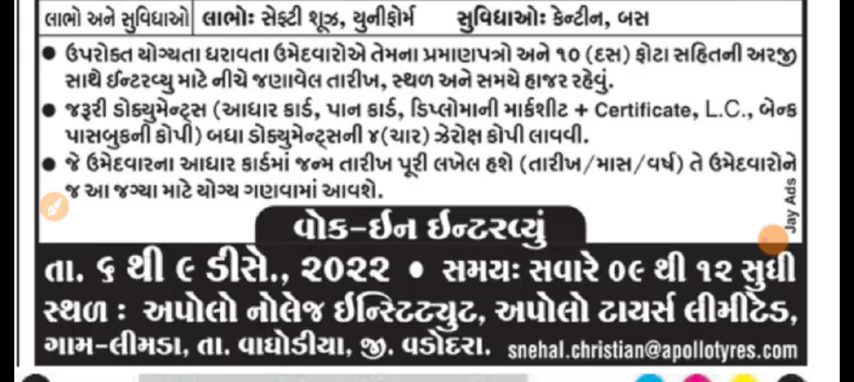 લાભો અને સુવિધાઓ લાભો: સેફ્ટી શૂઝ, યુનીફોર્મ સુવિધાઓ: કેન્ટીન, બસ
● ઉપરોક્ત યોગ્યતા ધરાવતા ઉમેદવારોએ તેમના પ્રમાણપત્રો અને ૧૦ (દસ) ફોટા સહિતની અરજી
સાથે ઈન્ટરવ્યુ માટે નીચે જણાવેલ તારીખ, સ્થળ અને સમયે હાજર રહેવું.
● જરૂરી ડોક્યુમેન્ટ્સ (આધાર કાર્ડ, પાન કાર્ડ, ડિપ્લોમાની માર્કશીટ + Certificate, L.C., બેન્ક
પાસબુકની કોપી) બધા ડોક્યુમેન્ટ્સની ૪(ચાર) ઝેરોક્ષ કોપી લાવવી.
● જે ઉમેદવારના આધાર કાર્ડમાં જન્મ તારીખ પૂરી લખેલ હશે (તારીખ/માસ/વર્ષ) તે ઉમેદવારોને
જ આ જગ્યા માટે યોગ્ય ગણવામાં આવશે.
Jay Ads
વોક-ઇન ઇન્ટરવ્યું
તા. ૬ થી ૯ ડીસે., ૨૦૨૨ ● સમય: સવારે ૦૯ થી ૧૨ સુધી
સ્થળ : અપોલો નોલેજ ઇન્સ્ટિટ્યુટ, અપોલો ટાયર્સ લીમીટેડ,
ગામ-લીમડા, તા. વાઘોડીયા, જી. વડોદરા. snehal.christian@apollotyres.com